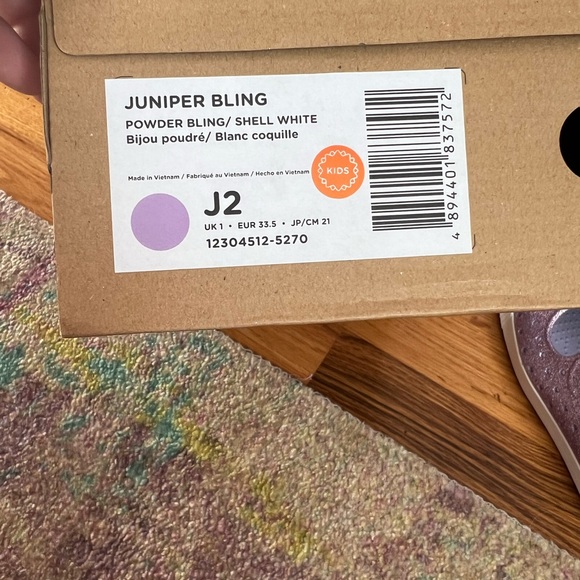 JUNIPER BLING
POWDER BLING/ SHELL WHITE
Bijou poudré/ Blanc coquille
Made in Vietnam / Fabriqué au Vietnam / Hecho en Vietnam
KIDS
J2
UK 1 • EUR 33.5 • JP/CM 21
12304512-5270
4 894401 837572